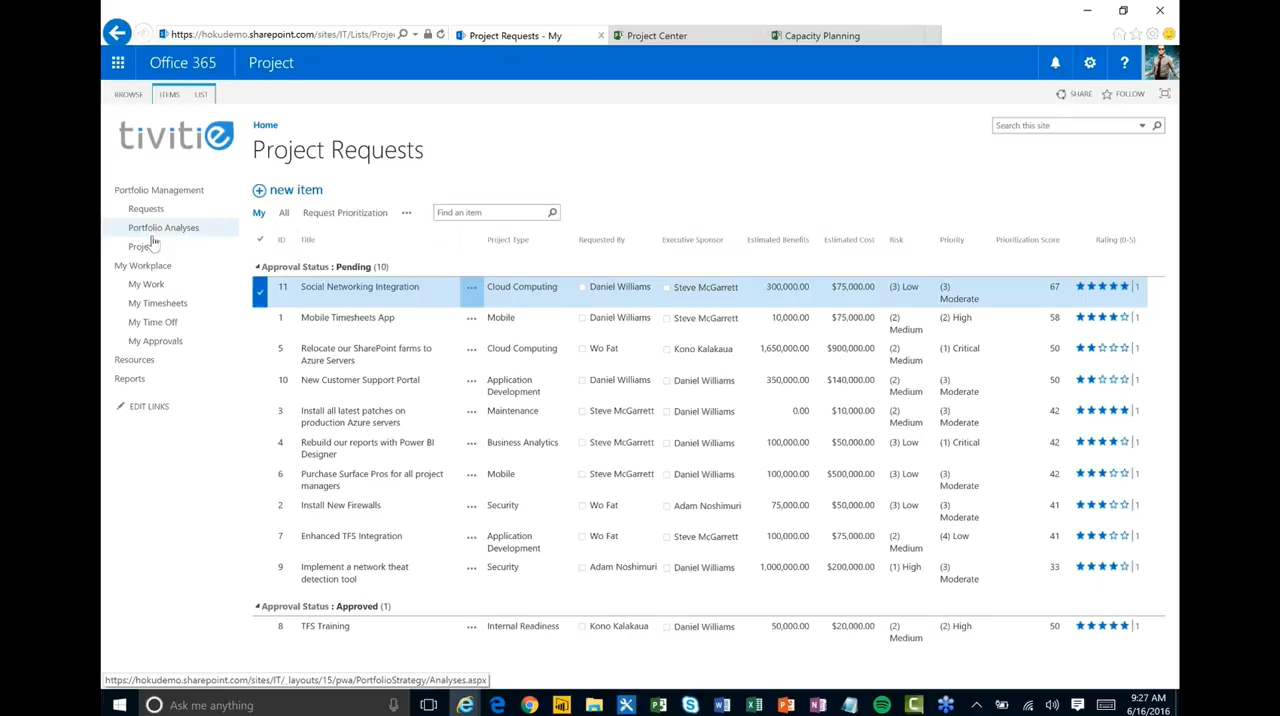 https://hokudemo.sharepoint.com/sites/IT/Lists/Proje
Project Requests - My
Project Center
Capacity Planning
Office 365
Project
BROWSE
ITEMS
LIST
SHARE
FOLLOW
tivitie
Home
Search this site
Project Requests
Portfolio Management
Requests
Portfolio Analyses
My Workplace
My Work
My Timesheets
My Time Off
My Approvals
Resources
Reports
EDIT LINKS
new item
My All Request Prioritization ••• Find an item
ID Title Project Type Requested By Executive Sponsor Estimated Benefits Estimated Cost Risk Priority Prioritization Score Rating (0-5)
Approval Status : Pending (10)
11 Social Networking Integration ••• Cloud Computing Daniel Williams Steve McGarrett 300,000.00 $75,000.00 (3) Low (3) Moderate 67 1
1 Mobile Timesheets App ••• Mobile Daniel Williams Steve McGarrett 10,000.00 $75,000.00 (2) Medium (2) High 58 1
5 Relocate our SharePoint farms to Azure Servers ••• Cloud Computing Wo Fat Kono Kalakaua 1,650,000.00 $900,000.00 (2) Medium (1) Critical 50 1
10 New Customer Support Portal ••• Application Development Daniel Williams Daniel Williams 350,000.00 $140,000.00 (2) Medium (3) Moderate 50 1
3 Install all latest patches on production Azure servers ••• Maintenance Steve McGarrett Daniel Williams 0.00 $10,000.00 (2) Medium (3) Moderate 42 1
4 Rebuild our reports with Power BI Designer ••• Business Analytics Steve McGarrett Daniel Williams 100,000.00 $50,000.00 (3) Low (1) Critical 42 1
6 Purchase Surface Pros for all project managers ••• Mobile Steve McGarrett Daniel Williams 100,000.00 $500,000.00 (3) Low (3) Moderate 42 1
2 Install New Firewalls ••• Security Wo Fat Adam Noshimuri 75,000.00 $50,000.00 (3) Low (3) Moderate 41 1
7 Enhanced TFS Integration ••• Application Development Wo Fat Steve McGarrett 100,000.00 $75,000.00 (2) Medium (4) Low 41 1
9 Implement a network theat detection tool ••• Security Adam Noshimuri Daniel Williams 1,000,000.00 $200,000.00 (1) High (3) Moderate 33 1
Approval Status : Approved (1)
8 TFS Training ••• Internal Readiness Kono Kalakaua Daniel Williams 50,000.00 $20,000.00 (2) Medium (2) High 50 1
https://hokudemo.sharepoint.com/sites/IT/_layouts/15/pwa/PortfolioStrategy/Analyses.aspx
Ask me anything
9:27 AM
6/16/2016